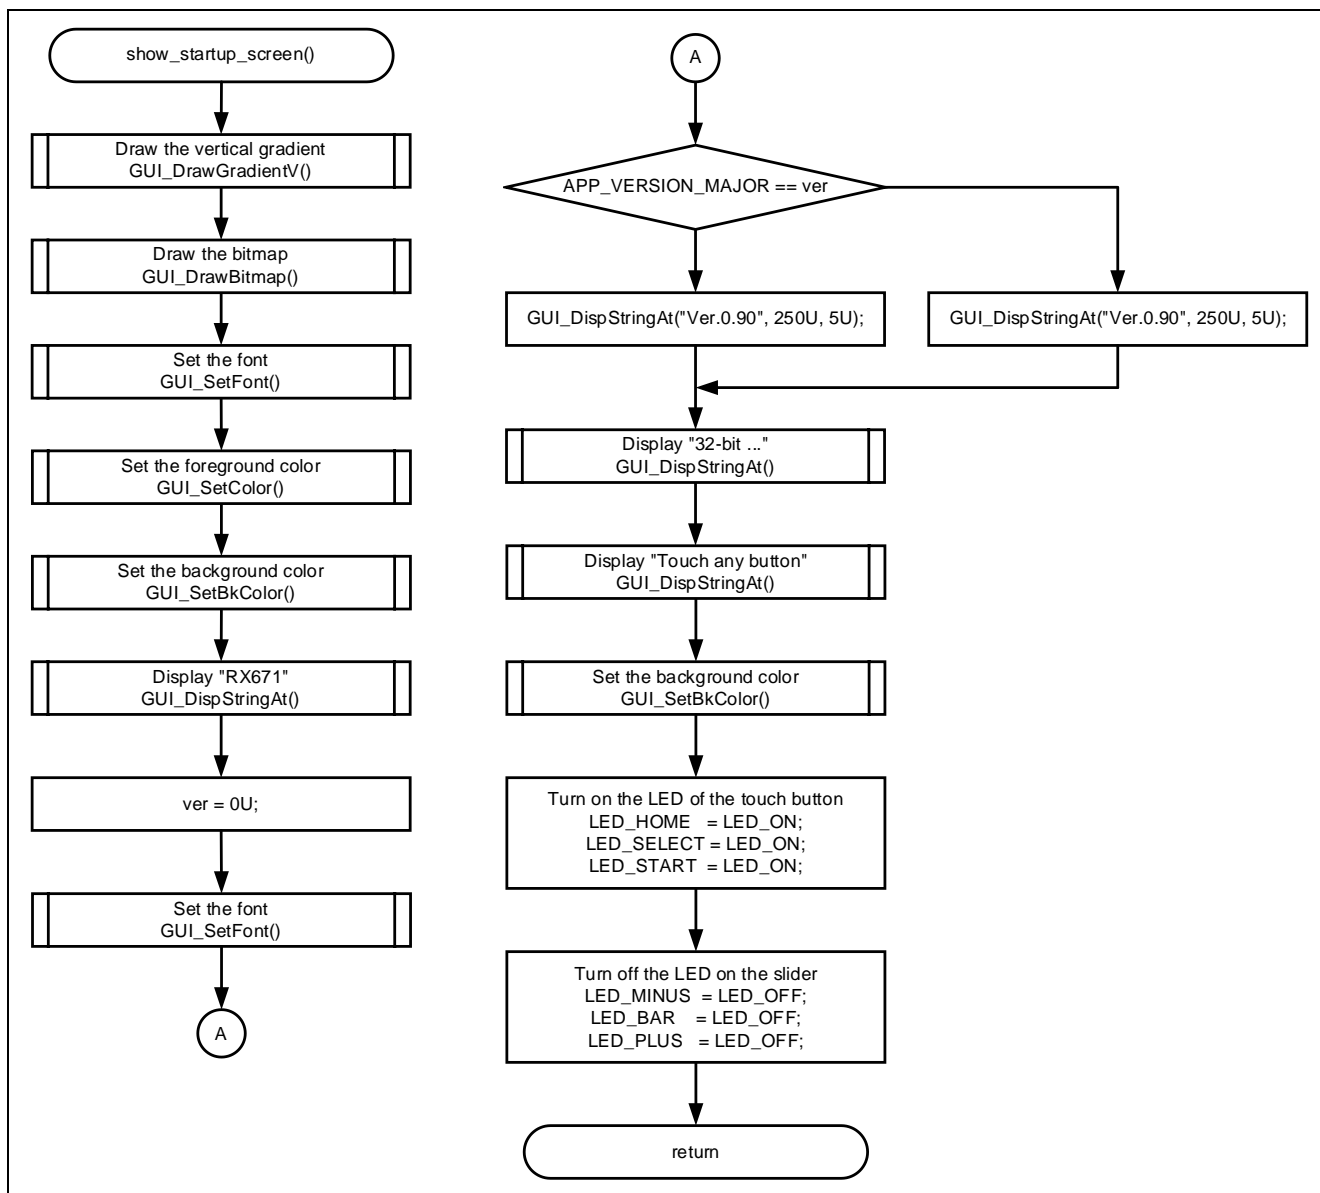 show_startup_screen()
Draw the vertical gradient
GUI_DrawGradientV()
Draw the bitmap
GUI_DrawBitmap()
Set the font
GUI_SetFont()
Set the foreground color
GUI_SetColor()
Set the background color
GUI_SetBkColor()
Display "RX671"
GUI_DispStringAt()
ver = 0U;
Set the font
GUI_SetFont()
A
A
APP_VERSION_MAJOR == ver
GUI_DispStringAt("Ver.0.90", 250U, 5U);
GUI_DispStringAt("Ver.0.90", 250U, 5U);
Display "32-bit ..."
GUI_DispStringAt()
Display "Touch any button"
GUI_DispStringAt()
Set the background color
GUI_SetBkColor()
Turn on the LED of the touch button
LED_HOME = LED_ON;
LED_SELECT = LED_ON;
LED_START = LED_ON;
Turn off the LED on the slider
LED_MINUS = LED_OFF;
LED_BAR = LED_OFF;
LED_PLUS = LED_OFF;
return